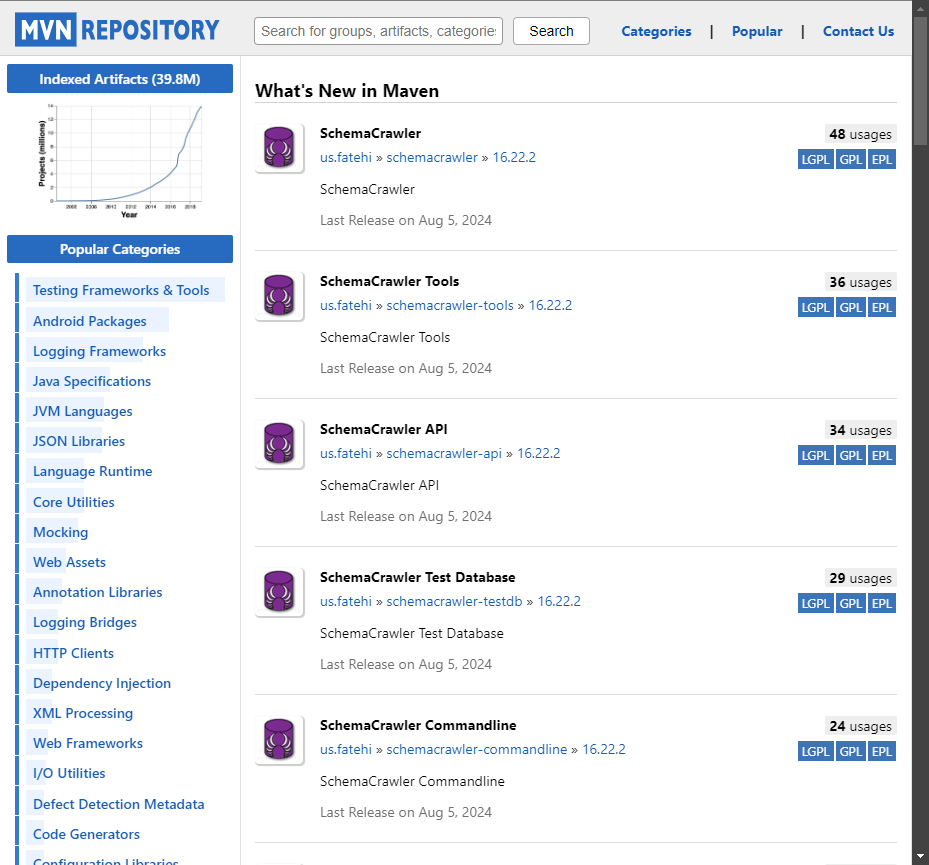 MVN REPOSITORY
Search for groups, artifacts, categories
Search
Categories | Popular | Contact Us
Indexed Artifacts (39.8M)
Projects (millions)
14
12
10
8
6
4
2
0
2006 2008 2010 2012 2014 2016 2018
Year
Popular Categories
Testing Frameworks & Tools
Android Packages
Logging Frameworks
Java Specifications
JVM Languages
JSON Libraries
Language Runtime
Core Utilities
Mocking
Web Assets
Annotation Libraries
Logging Bridges
HTTP Clients
Dependency Injection
XML Processing
Web Frameworks
I/O Utilities
Defect Detection Metadata
Code Generators
Configuration Libraries
What's New in Maven
SchemaCrawler
48 usages
us.fatehi » schemacrawler » 16.22.2
LGPL GPL EPL
SchemaCrawler
Last Release on Aug 5, 2024
SchemaCrawler Tools
36 usages
us.fatehi » schemacrawler-tools » 16.22.2
LGPL GPL EPL
SchemaCrawler Tools
Last Release on Aug 5, 2024
SchemaCrawler API
34 usages
us.fatehi » schemacrawler-api » 16.22.2
LGPL GPL EPL
SchemaCrawler API
Last Release on Aug 5, 2024
SchemaCrawler Test Database
29 usages
us.fatehi » schemacrawler-testdb » 16.22.2
LGPL GPL EPL
SchemaCrawler Test Database
Last Release on Aug 5, 2024
SchemaCrawler Commandline
24 usages
us.fatehi » schemacrawler-commandline » 16.22.2
LGPL GPL EPL
SchemaCrawler Commandline
Last Release on Aug 5, 2024